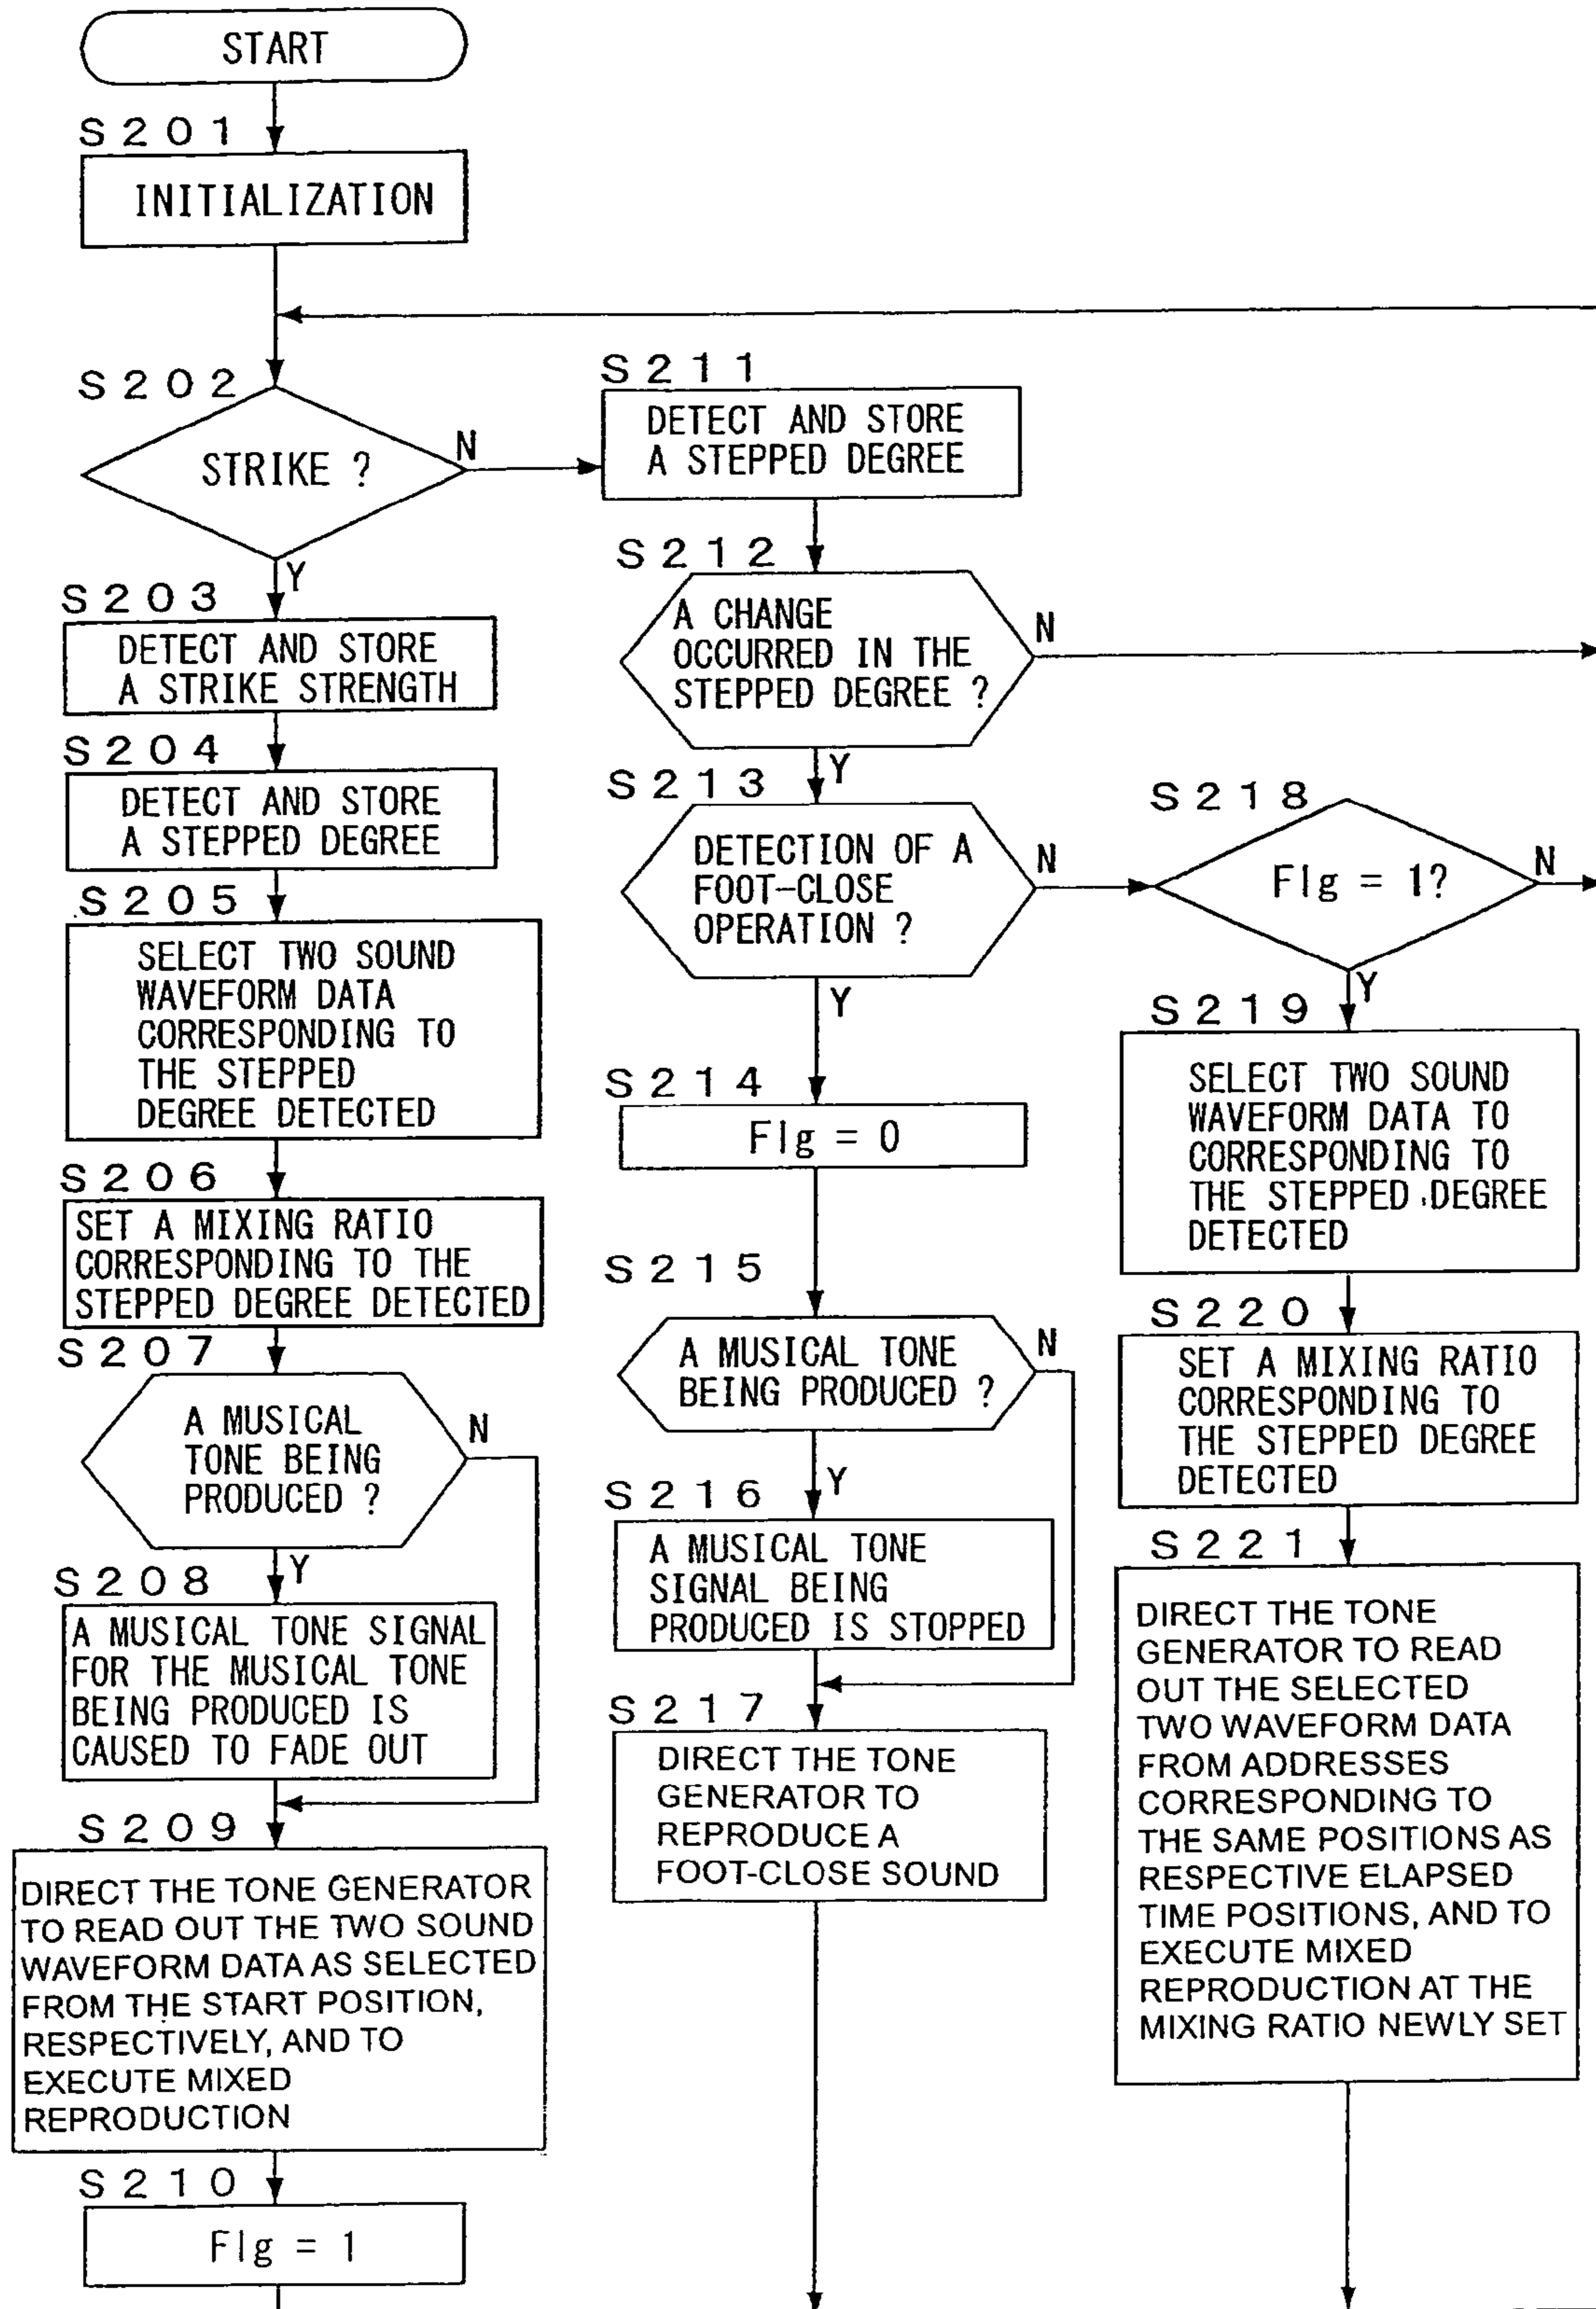 START
S201
INITIALIZATION
S202
STRIKE ?
N
Y
S203
DETECT AND STORE
A STRIKE STRENGTH
S204
DETECT AND STORE
A STEPPED DEGREE
S205
SELECT TWO SOUND
WAVEFORM DATA
CORRESPONDING TO
THE STEPPED
DEGREE DETECTED
S206
SET A MIXING RATIO
CORRESPONDING TO THE
STEPPED DEGREE DETECTED
S207
A MUSICAL
TONE BEING
PRODUCED ?
N
Y
S208
A MUSICAL TONE SIGNAL
FOR THE MUSICAL TONE
BEING PRODUCED IS
CAUSED TO FADE OUT
S209
DIRECT THE TONE GENERATOR
TO READ OUT THE TWO SOUND
WAVEFORM DATA AS SELECTED
FROM THE START POSITION,
RESPECTIVELY, AND TO
EXECUTE MIXED
REPRODUCTION
S210
Flg = 1
S211
DETECT AND STORE
A STEPPED DEGREE
S212
A CHANGE
OCCURRED IN THE
STEPPED DEGREE ?
N
Y
S213
DETECTION OF A
FOOT-CLOSE
OPERATION ?
N
Y
S214
Flg = 0
S215
A MUSICAL TONE
BEING PRODUCED ?
N
Y
S216
A MUSICAL TONE
SIGNAL BEING
PRODUCED IS STOPPED
S217
DIRECT THE TONE
GENERATOR TO
REPRODUCE A
FOOT-CLOSE SOUND
S218
Flg = 1?
N
Y
S219
SELECT TWO SOUND
WAVEFORM DATA TO
CORRESPONDING TO
THE STEPPED DEGREE
DETECTED
S220
SET A MIXING RATIO
CORRESPONDING TO
THE STEPPED DEGREE
DETECTED
S221
DIRECT THE TONE
GENERATOR TO READ
OUT THE SELECTED
TWO WAVEFORM DATA
FROM ADDRESSES
CORRESPONDING TO
THE SAME POSITIONS AS
RESPECTIVE ELAPSED
TIME POSITIONS, AND TO
EXECUTE MIXED
REPRODUCTION AT THE
MIXING RATIO NEWLY SET